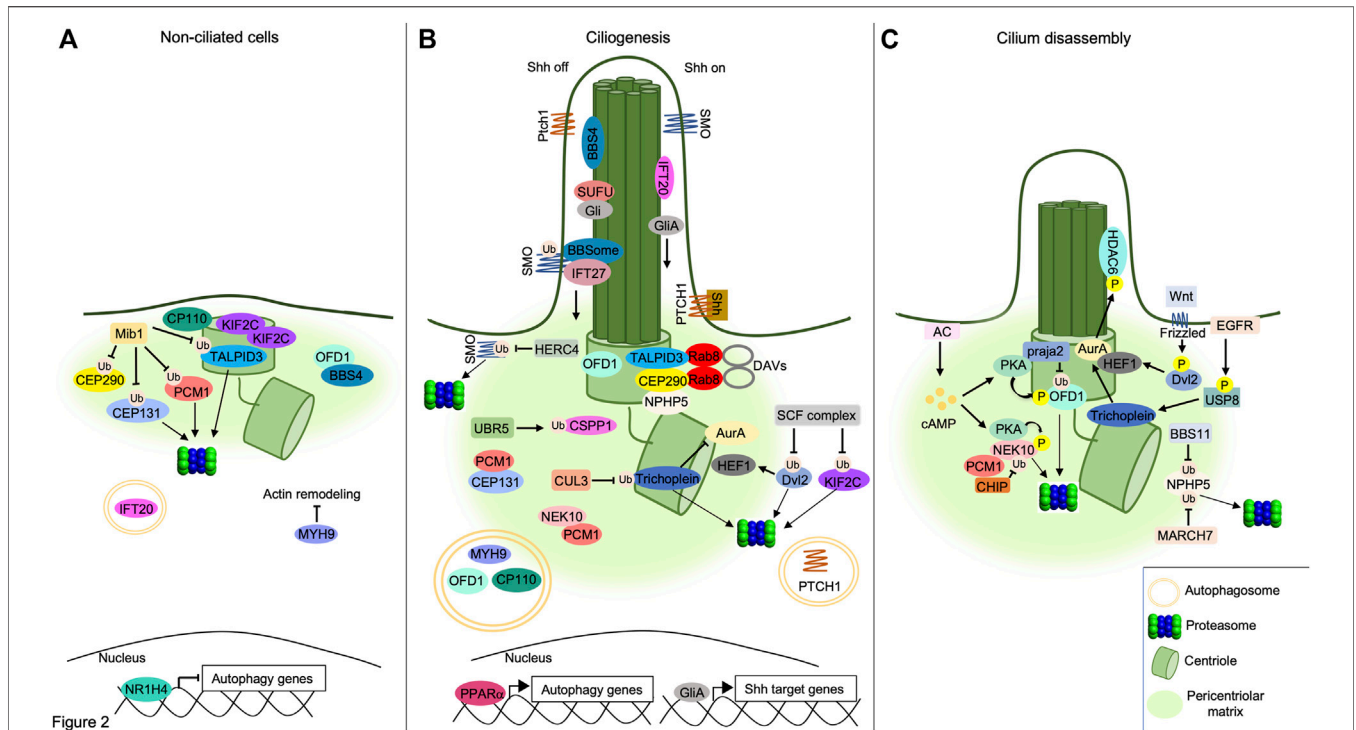 A
Non-ciliated cells
CP110
KIF2C
KIF2C
Mib1
Ub
TALPID3
OFD1
BBS4
Ub
CEP290
Ub
PCM1
Ub
CEP131
IFT20
Actin remodeling
MYH9
Nucleus
NR1H4
Autophagy genes
Figure 2
B
Ciliogenesis
Shh off
Shh on
Ptch1
SMO
BBS4
IFT20
SUFU
Gli
GliA
Ub
BBSome
SMO
IFT27
PTCH1
Shh
SMO
Ub
HERC4
OFD1
TALPID3
Rab8
DAVs
CEP290
Rab8
NPHP5
SCF complex
UBR5
Ub
CSPP1
AurA
PCM1
CEP131
HEF1
Ub
Ub
CUL3
Ub
Trichoplein
Dvl2
KIF2C
NEK10
PCM1
MYH9
OFD1
CP110
PTCH1
Nucleus
PPARα
Autophagy genes
GliA
Shh target genes
C
Cilium disassembly
HDAC6
P
Wnt
Frizzled
EGFR
AC
praja2
AurA
PKA
HEF1
P
Dvl2
P
USP8
Ub
P
OFD1
cAMP
Trichoplein
PKA
P
NEK10
PCM1
Ub
CHIP
BBS11
Ub
NPHP5
Ub
MARCH7
Autophagosome
Proteasome
Centriole
Pericentriolar
matrix